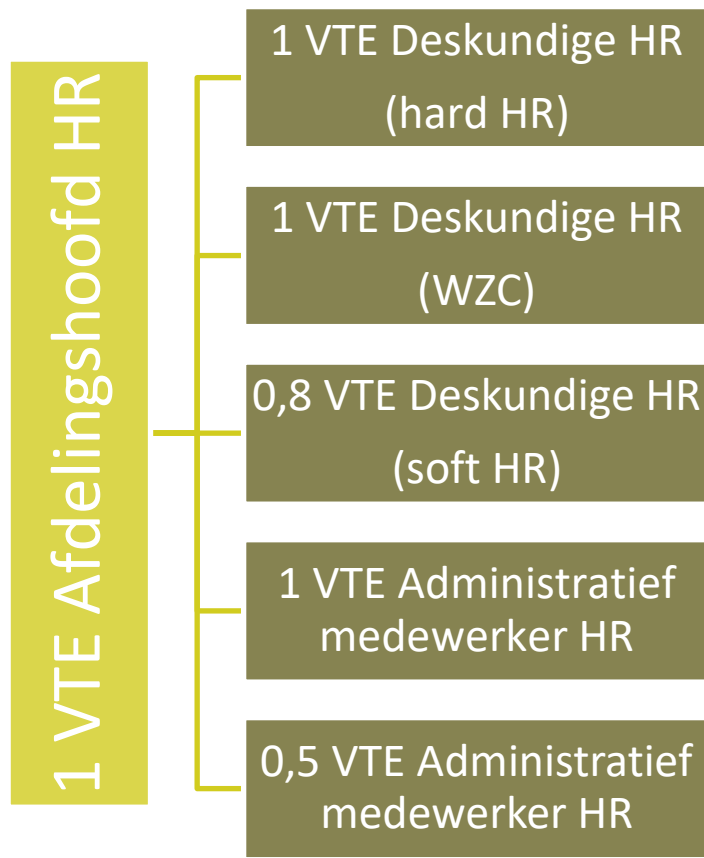 1 VTE Afdelingshoofd HR
1 VTE Deskundige HR
(hard HR)
1 VTE Deskundige HR
(WZC)
0,8 VTE Deskundige HR
(soft HR)
1 VTE Administratief
medewerker HR
0,5 VTE Administratief
medewerker HR